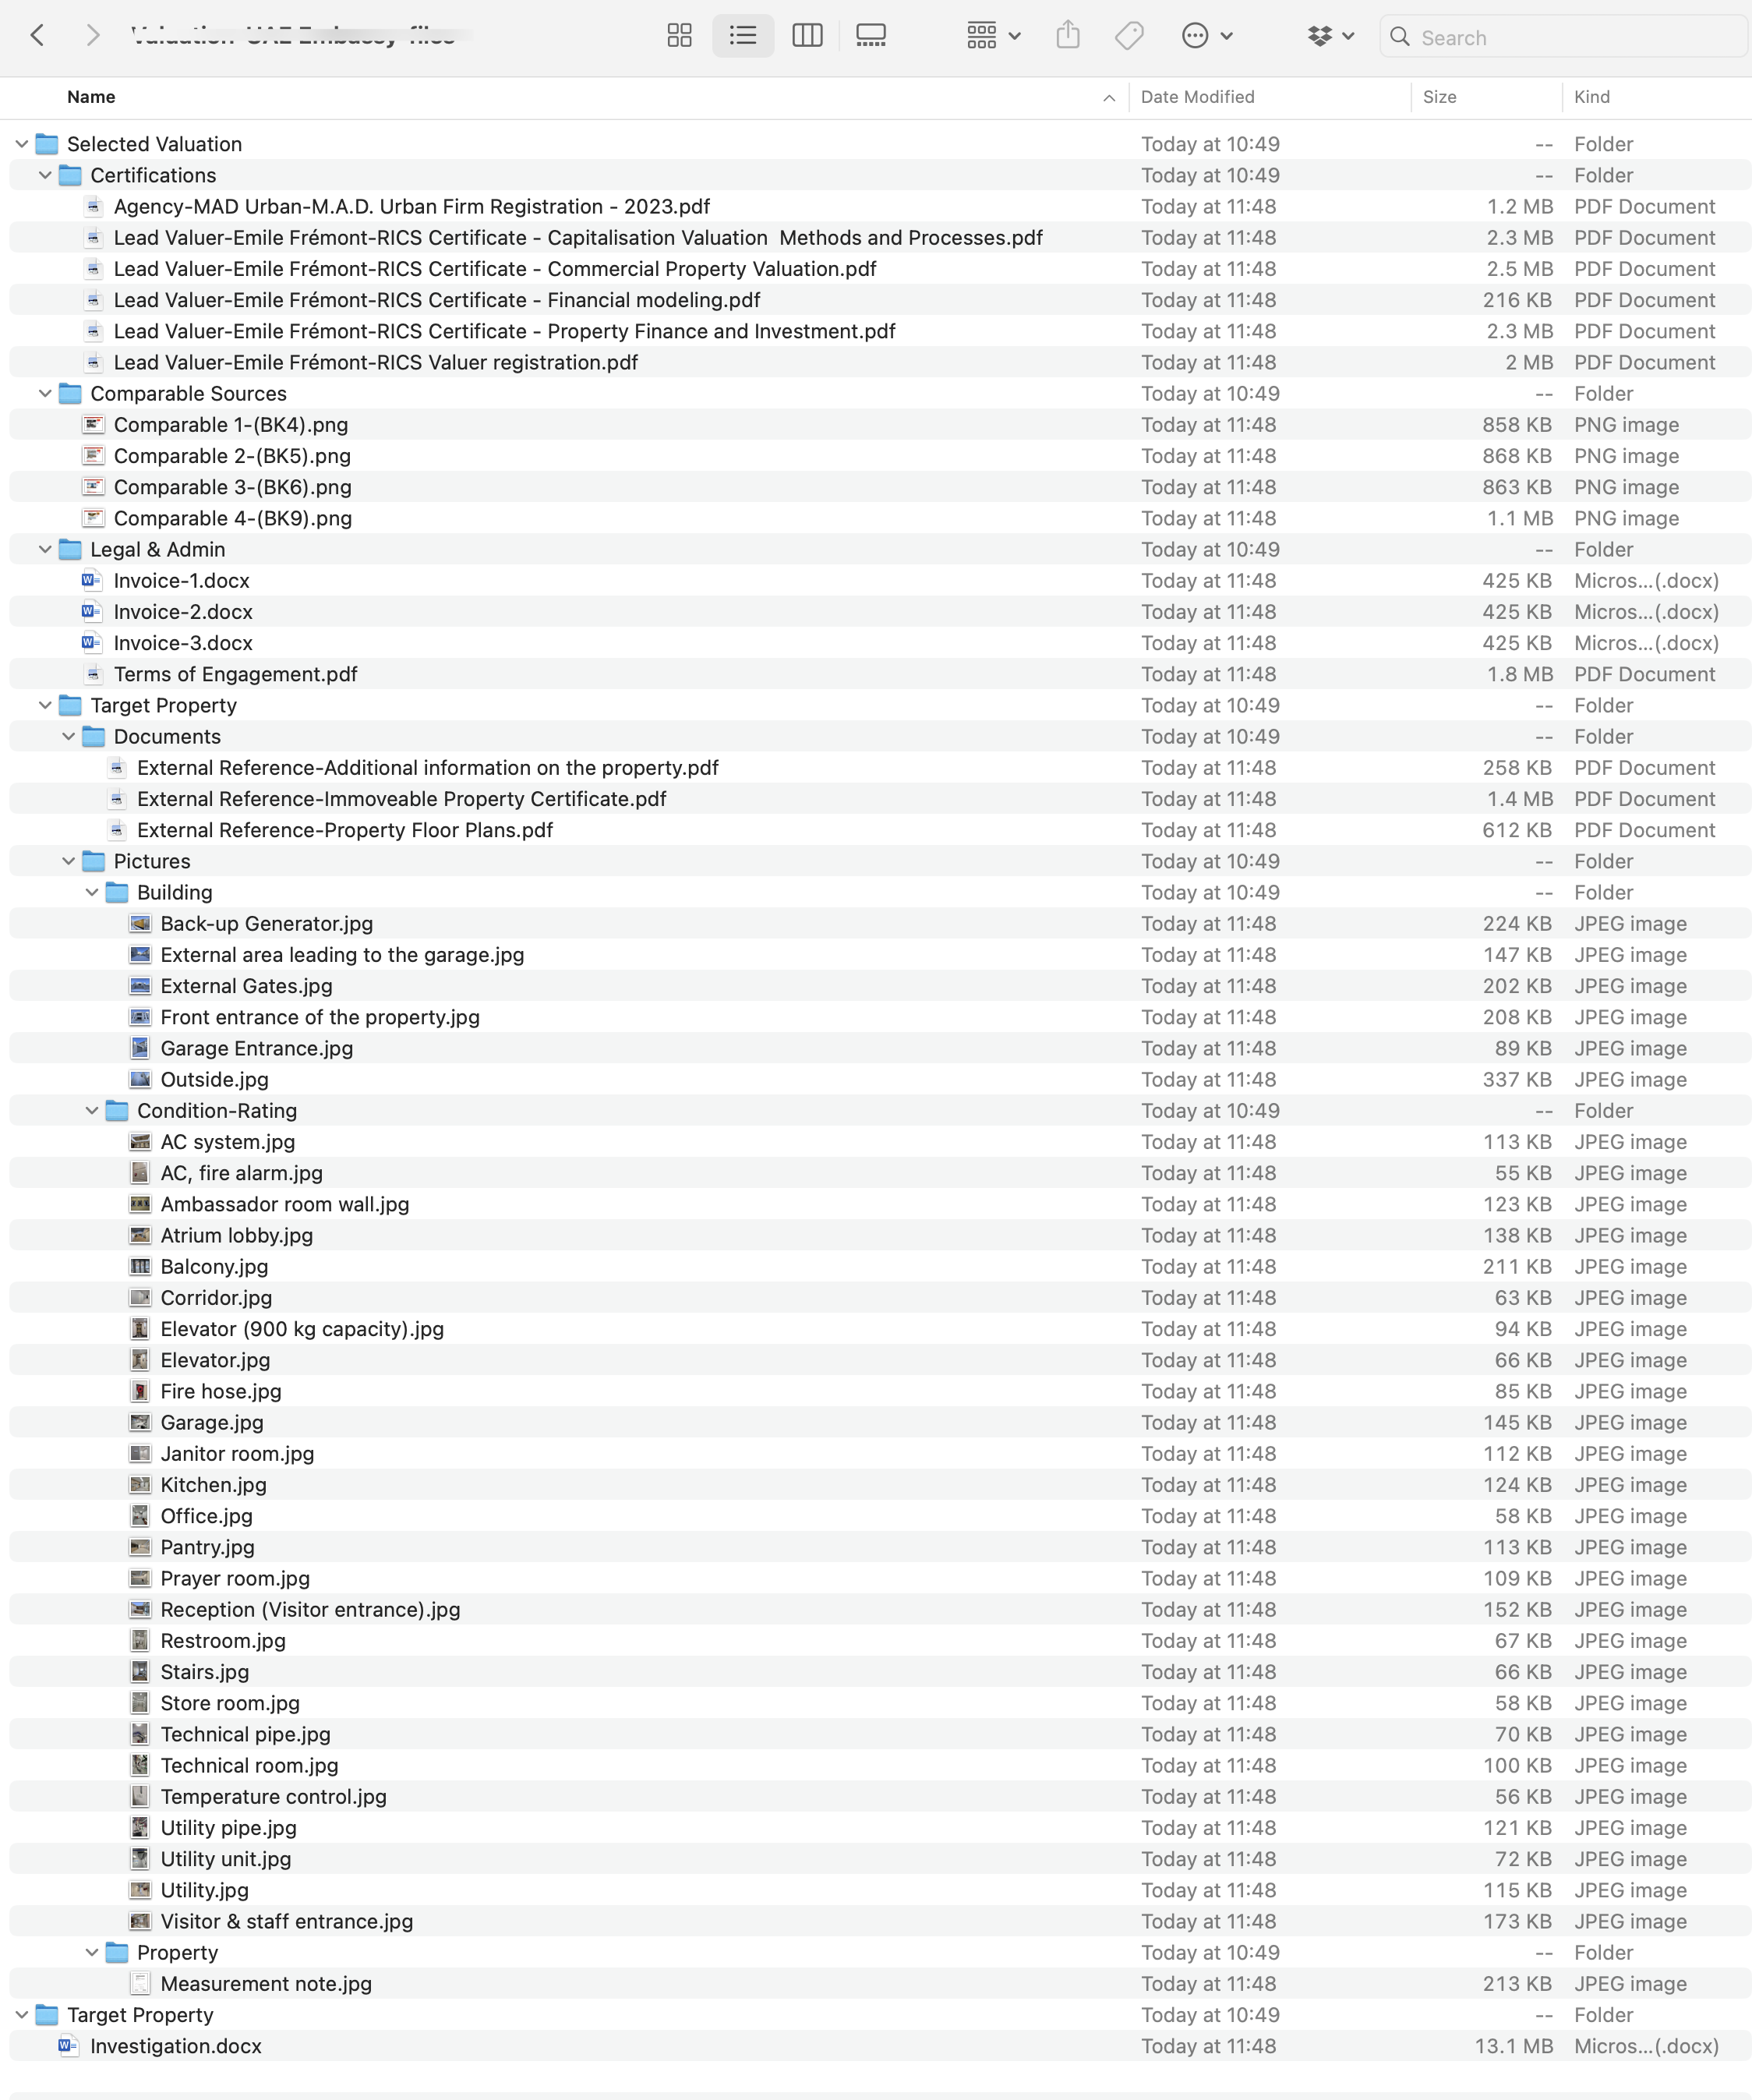 Valuation-UAE Embassy-files
Search
Name Date Modified Size Kind
Selected Valuation Today at 10:49 -- Folder
Certifications Today at 10:49 -- Folder
Agency-MAD Urban-M.A.D. Urban Firm Registration - 2023.pdf Today at 11:48 1.2 MB PDF Document
Lead Valuer-Emile Frémont-RICS Certificate - Capitalisation Valuation  Methods and Processes.pdf Today at 11:48 2.3 MB PDF Document
Lead Valuer-Emile Frémont-RICS Certificate - Commercial Property Valuation.pdf Today at 11:48 2.5 MB PDF Document
Lead Valuer-Emile Frémont-RICS Certificate - Financial modeling.pdf Today at 11:48 216 KB PDF Document
Lead Valuer-Emile Frémont-RICS Certificate - Property Finance and Investment.pdf Today at 11:48 2.3 MB PDF Document
Lead Valuer-Emile Frémont-RICS Valuer registration.pdf Today at 11:48 2 MB PDF Document
Comparable Sources Today at 10:49 -- Folder
Comparable 1-(BK4).png Today at 11:48 858 KB PNG image
Comparable 2-(BK5).png Today at 11:48 868 KB PNG image
Comparable 3-(BK6).png Today at 11:48 863 KB PNG image
Comparable 4-(BK9).png Today at 11:48 1.1 MB PNG image
Legal & Admin Today at 10:49 -- Folder
Invoice-1.docx Today at 11:48 425 KB Micros...(.docx)
Invoice-2.docx Today at 11:48 425 KB Micros...(.docx)
Invoice-3.docx Today at 11:48 425 KB Micros...(.docx)
Terms of Engagement.pdf Today at 11:48 1.8 MB PDF Document
Target Property Today at 10:49 -- Folder
Documents Today at 10:49 -- Folder
External Reference-Additional information on the property.pdf Today at 11:48 258 KB PDF Document
External Reference-Immoveable Property Certificate.pdf Today at 11:48 1.4 MB PDF Document
External Reference-Property Floor Plans.pdf Today at 11:48 612 KB PDF Document
Pictures Today at 10:49 -- Folder
Building Today at 10:49 -- Folder
Back-up Generator.jpg Today at 11:48 224 KB JPEG image
External area leading to the garage.jpg Today at 11:48 147 KB JPEG image
External Gates.jpg Today at 11:48 202 KB JPEG image
Front entrance of the property.jpg Today at 11:48 208 KB JPEG image
Garage Entrance.jpg Today at 11:48 89 KB JPEG image
Outside.jpg Today at 11:48 337 KB JPEG image
Condition-Rating Today at 10:49 -- Folder
AC system.jpg Today at 11:48 113 KB JPEG image
AC, fire alarm.jpg Today at 11:48 55 KB JPEG image
Ambassador room wall.jpg Today at 11:48 123 KB JPEG image
Atrium lobby.jpg Today at 11:48 138 KB JPEG image
Balcony.jpg Today at 11:48 211 KB JPEG image
Corridor.jpg Today at 11:48 63 KB JPEG image
Elevator (900 kg capacity).jpg Today at 11:48 94 KB JPEG image
Elevator.jpg Today at 11:48 66 KB JPEG image
Fire hose.jpg Today at 11:48 85 KB JPEG image
Garage.jpg Today at 11:48 145 KB JPEG image
Janitor room.jpg Today at 11:48 112 KB JPEG image
Kitchen.jpg Today at 11:48 124 KB JPEG image
Office.jpg Today at 11:48 58 KB JPEG image
Pantry.jpg Today at 11:48 113 KB JPEG image
Prayer room.jpg Today at 11:48 109 KB JPEG image
Reception (Visitor entrance).jpg Today at 11:48 152 KB JPEG image
Restroom.jpg Today at 11:48 67 KB JPEG image
Stairs.jpg Today at 11:48 66 KB JPEG image
Store room.jpg Today at 11:48 58 KB JPEG image
Technical pipe.jpg Today at 11:48 70 KB JPEG image
Technical room.jpg Today at 11:48 100 KB JPEG image
Temperature control.jpg Today at 11:48 56 KB JPEG image
Utility pipe.jpg Today at 11:48 121 KB JPEG image
Utility unit.jpg Today at 11:48 72 KB JPEG image
Utility.jpg Today at 11:48 115 KB JPEG image
Visitor & staff entrance.jpg Today at 11:48 173 KB JPEG image
Property Today at 10:49 -- Folder
Measurement note.jpg Today at 11:48 213 KB JPEG image
Target Property Today at 10:49 -- Folder
Investigation.docx Today at 11:48 13.1 MB Micros...(.docx)